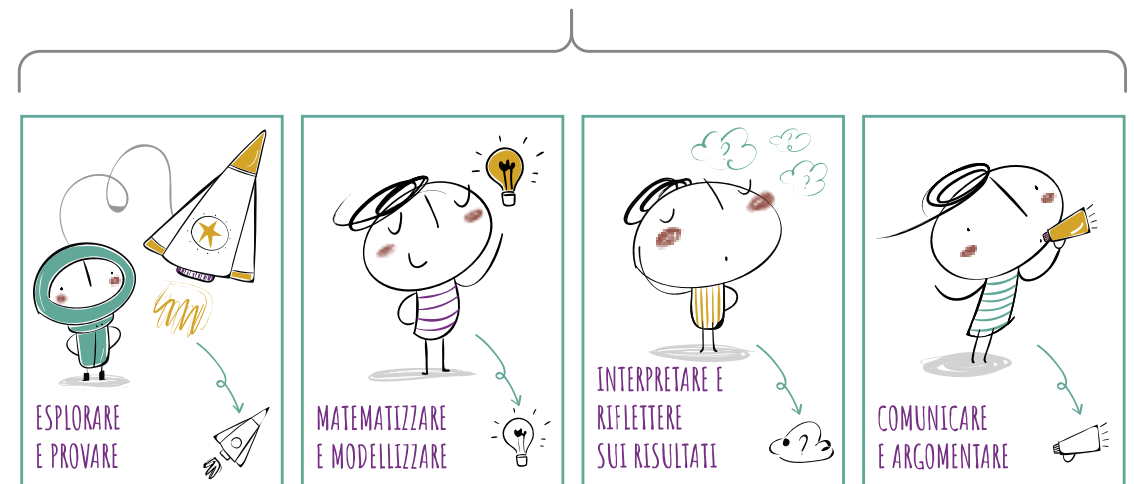 ESPLORARE
E PROVARE
MATEMATIZZARE
E MODELLIZZARE
INTERPRETARE E
RIFLETTERE
SUI RISULTATI
COMUNICARE
E ARGOMENTARE